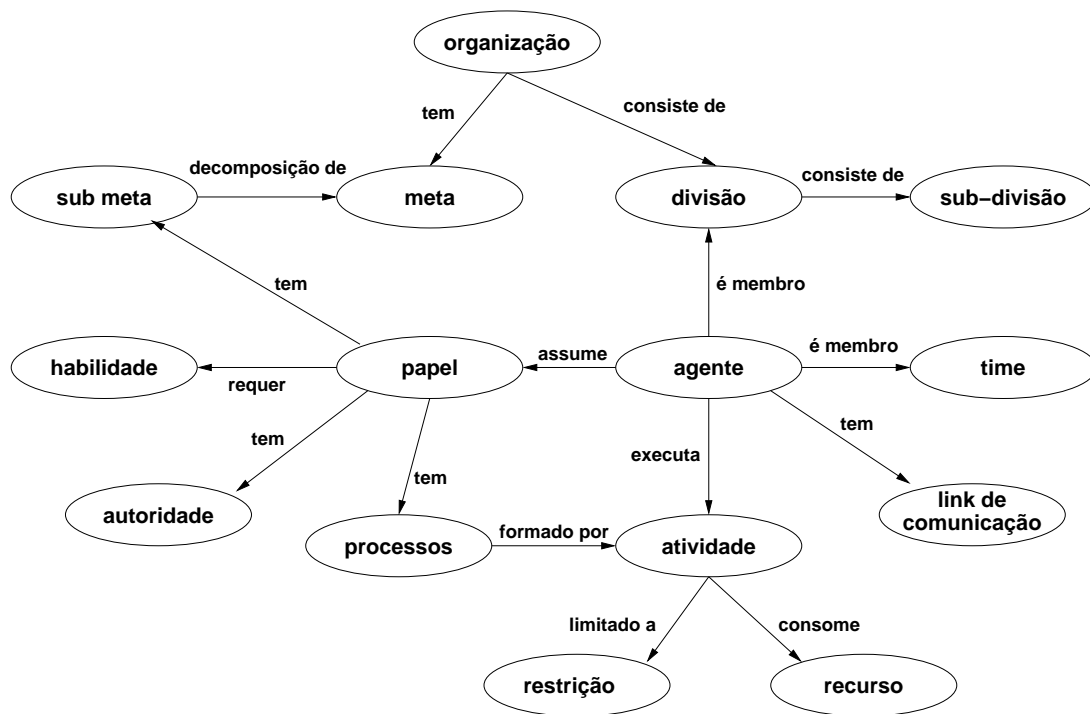 organização
tem
consiste de
decomposição de
consiste de
sub meta
meta
divisão
sub–divisão
tem
é membro
assume
é membro
habilidade
papel
agente
time
requer
tem
tem
executa
tem
autoridade
link de
comunicação
processos
formado por
atividade
limitado a
consome
restrição
recurso